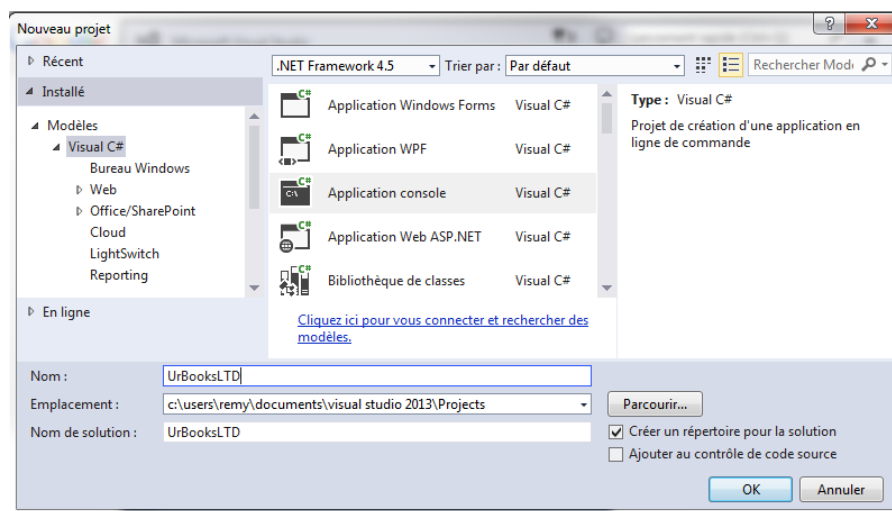 Nouveau projet
Récent
.NET Framework 4.5 Trier par : Par défaut
Installé
Modèles
Visual C#
Bureau Windows
Web
Office/SharePoint
Cloud
LightSwitch
Reporting
En ligne
C# Application Windows Forms Visual C#
C# Application WPF Visual C#
C# Application console Visual C#
C# Application Web ASP.NET Visual C#
C# Bibliothèque de classes Visual C#
Cliquez ici pour vous connecter et rechercher des
modèles.
Rechercher Mod
Type : Visual C#
Projet de création d'une application en
ligne de commande
Nom : UrBooksLTD
Emplacement : c:\users\remy\documents\visual studio 2013\Projects Parcourir...
Nom de solution : UrBooksLTD
Créer un répertoire pour la solution
Ajouter au contrôle de code source
OK Annuler